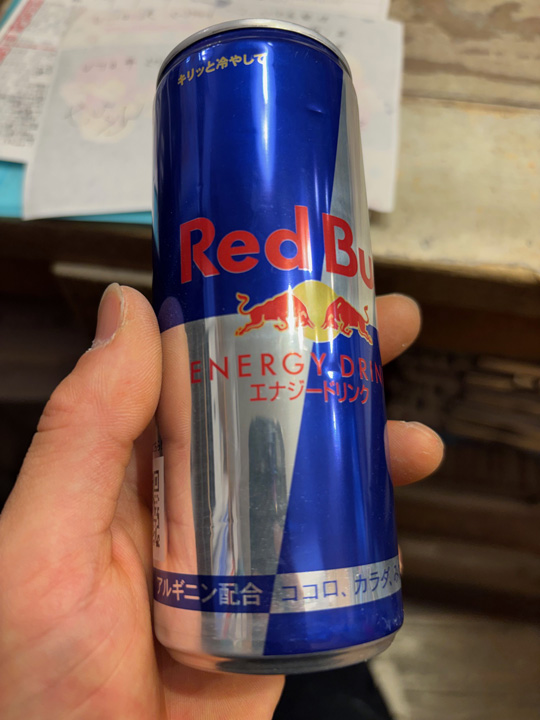 キリッと冷やして
Red Bu
ENERGY DRIN
エナジードリンク
アルギニン配合 ココロ、カラダ、み